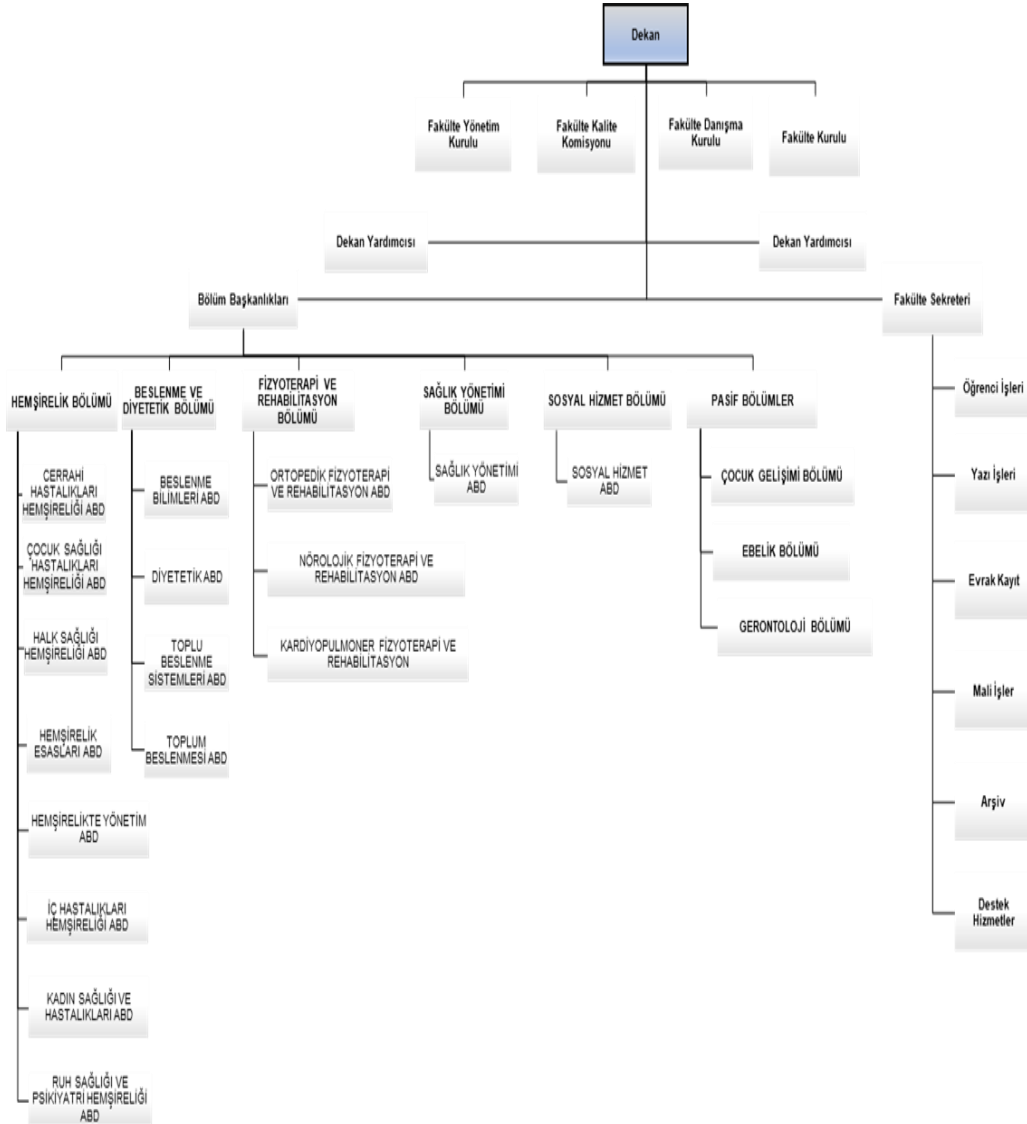 Dekan
Fakülte Yönetim
Kurulu
Fakülte Kalite
Komisyonu
Fakülte Danışma
Kurulu
Fakülte Kurulu
Dekan Yardımcısı
Dekan Yardımcısı
Bölüm Başkanlıkları
Fakülte Sekreteri
HEMŞİRELİK BÖLÜMÜ
CERRAHİ
HASTALIKLARI
HEMŞİRELİĞİ ABD
ÇOCUK SAĞLIĞI
HASTALIKLARI
HEMŞİRELİĞİ ABD
HALK SAĞLIĞI
HEMŞİRELİĞİ ABD
HEMŞİRELİK
ESASLARI ABD
HEMŞİRELİKTE YÖNETİM
ABD
İÇ HASTALIKLARI
HEMŞİRELİĞİ ABD
KADIN SAĞLIĞI VE
HASTALIKLARI ABD
RUH SAĞLIĞI VE
PSİKİYATRİ HEMŞİRELİĞİ
ABD
BESLENME VE
DİYETETİK BÖLÜMÜ
BESLENME
BİLİMLERİ ABD
DİYETETİK ABD
TOPLU
BESLENME
SİSTEMLERİ ABD
TOPLUM
BESLENMESİ ABD
FİZYOTERAPİ VE
REHABİLİTASYON
BÖLÜMÜ
ORTOPEDİK FİZYOTERAPİ
VE REHABİLİTASYON ABD
NÖROLOJİK FİZYOTERAPİ VE
REHABİLİTASYON ABD
KARDİYOPULMONER FİZYOTERAPİ VE
REHABİLİTASYON
SAĞLIK YÖNETİMİ
BÖLÜMÜ
SAĞLIK YÖNETİMİ
ABD
SOSYAL HİZMET BÖLÜMÜ
SOSYAL HİZMET
ABD
PASİF BÖLÜMLER
ÇOCUK GELİŞİMİ BÖLÜMÜ
EBELİK BÖLÜMÜ
GERONTOLOJİ BÖLÜMÜ
Öğrenci İşleri
Yazı İşleri
Evrak Kayıt
Mali İşler
Arşiv
Destek
Hizmetler